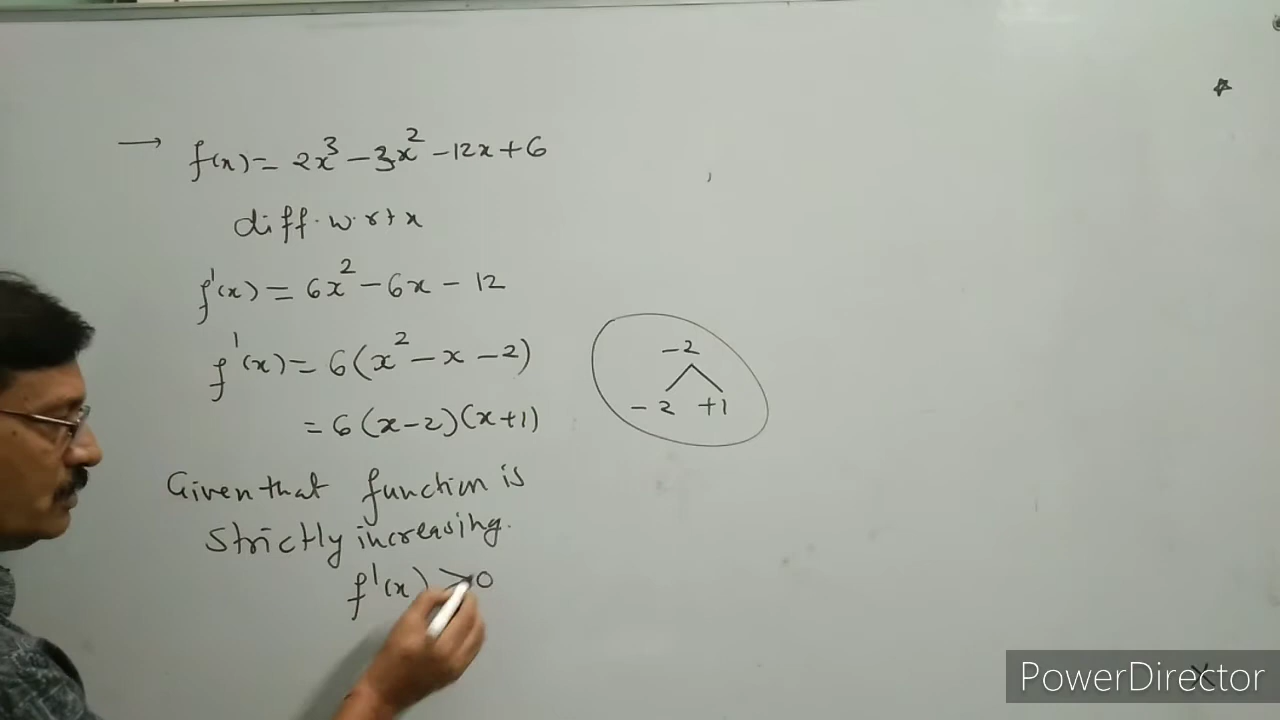 → f(x) = 2x³ - 3x² - 12x + 6
diff. w. r t x
f'(x) = 6x² - 6x - 12
f'(x) = 6(x² - x - 2)
= 6(x-2)(x+1)
-2
-2 +1
Given that function is
Strictly increasing.
f'(x) > 0
PowerDirector